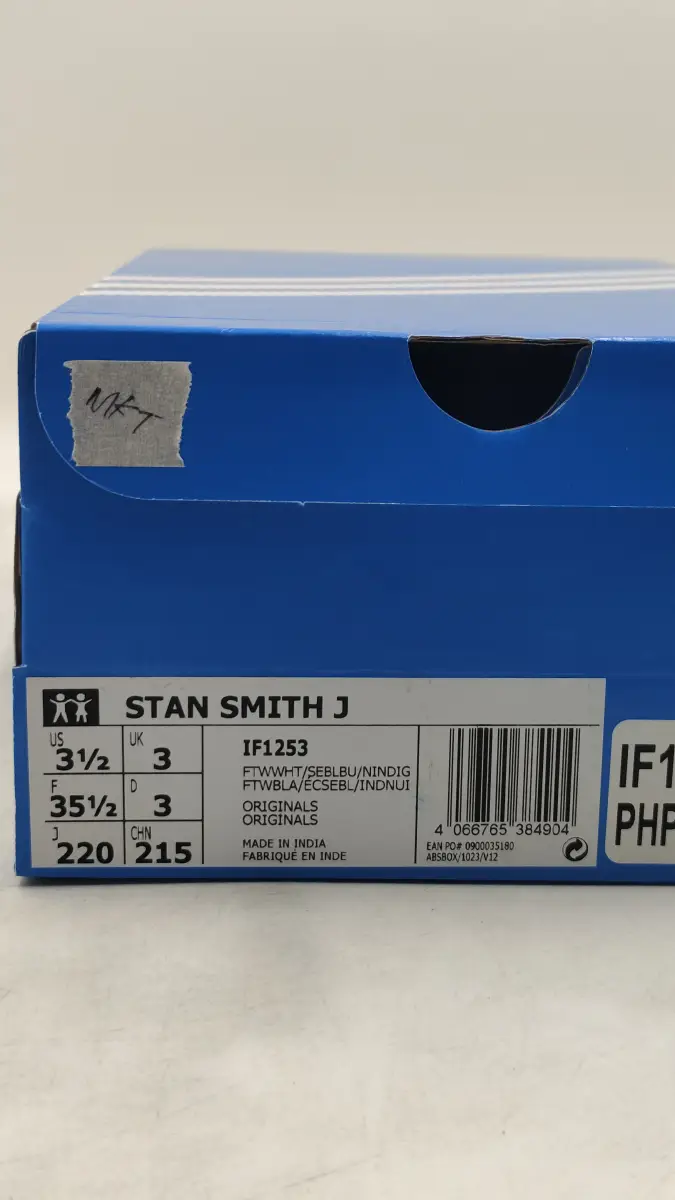 MKT
STAN SMITH J
US 3½ UK 3
F 35½ D 3
J 220 CHN 215
IF1253
FTWWHT/SEBLBU/NINDIG
FTWBLA/ECSEBL/INDNUI
ORIGINALS
ORIGINALS
MADE IN INDIA
FABRIQUÉ EN INDE
4 066765 384904
EAN PO# 0900035180
ABSBOX/1023/V12
IF1
PHP